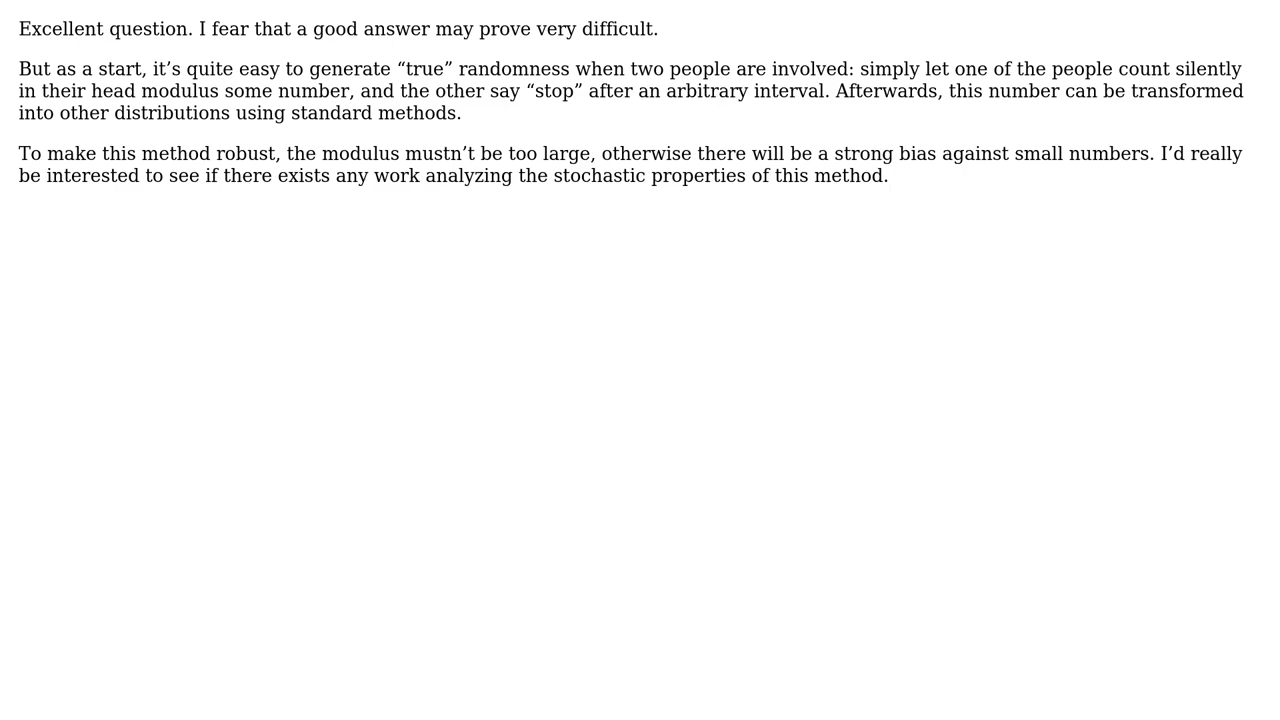 Excellent question. I fear that a good answer may prove very difficult.
But as a start, it’s quite easy to generate “true” randomness when two people are involved: simply let one of the people count silently
in their head modulus some number, and the other say “stop” after an arbitrary interval. Afterwards, this number can be transformed
into other distributions using standard methods.
To make this method robust, the modulus mustn’t be too large, otherwise there will be a strong bias against small numbers. I’d really
be interested to see if there exists any work analyzing the stochastic properties of this method.